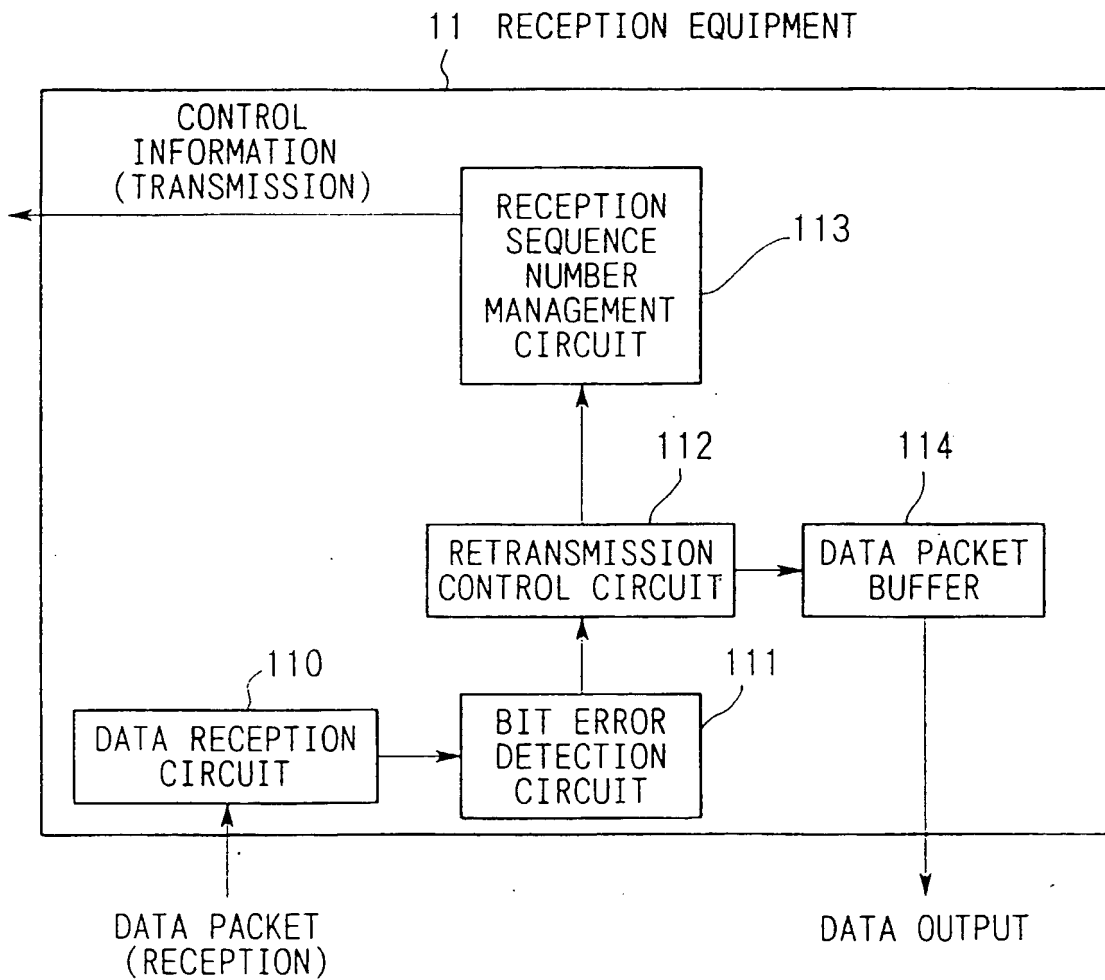 11 RECEPTION EQUIPMENT
CONTROL
INFORMATION
(TRANSMISSION)
RECEPTION
SEQUENCE
NUMBER
MANAGEMENT
CIRCUIT
113
112
114
RETRANSMISSION
CONTROL CIRCUIT
DATA PACKET
BUFFER
110
111
DATA RECEPTION
CIRCUIT
BIT ERROR
DETECTION
CIRCUIT
DATA PACKET
(RECEPTION)
DATA OUTPUT